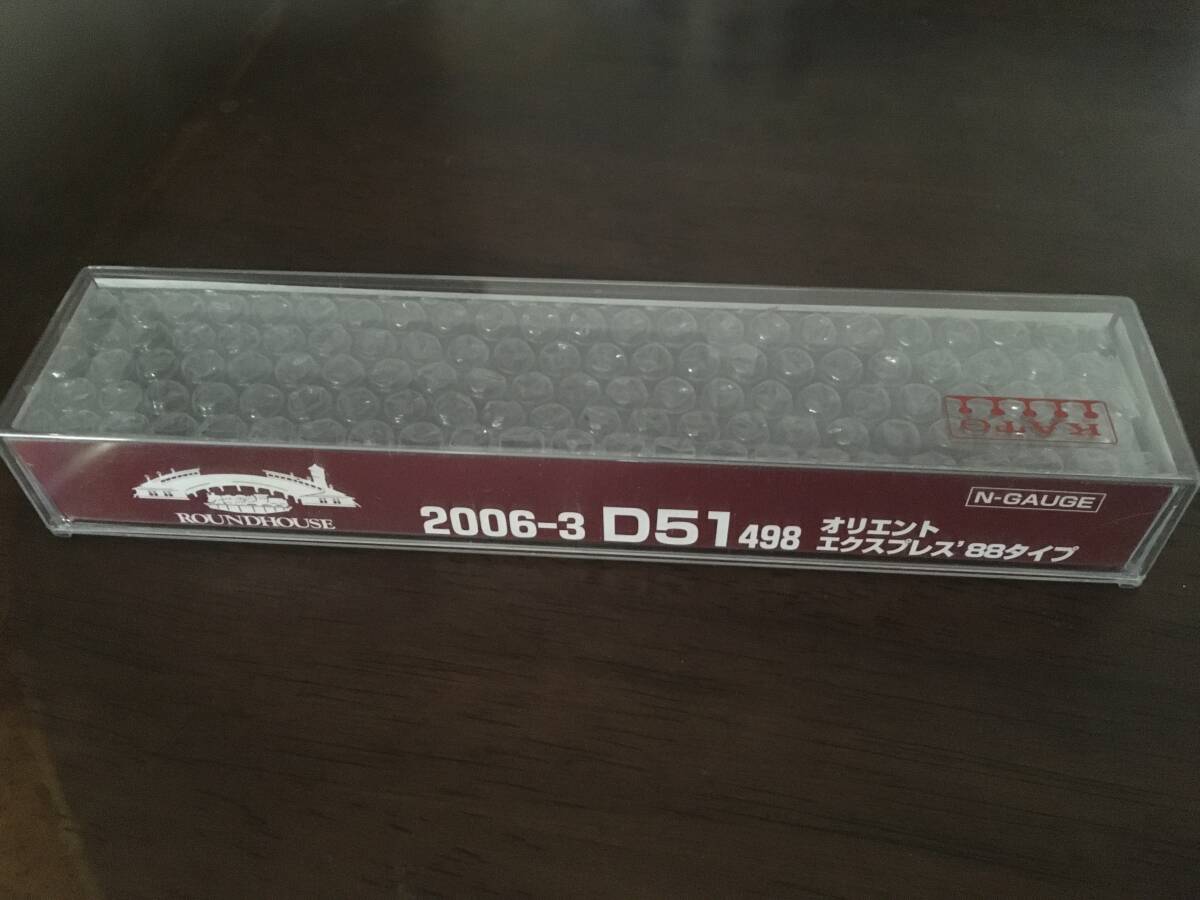 KATO
N-GAUGE
ROUNDHOUSE
2006-3 D51 498 オリエント
エクスプレス'88タイプ